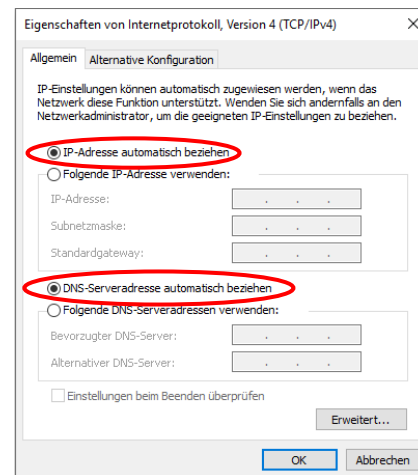 Eigenschaften von Internetprotokoll, Version 4 (TCP/IPv4)
Allgemein
Alternative Konfiguration
IP-Einstellungen können automatisch zugewiesen werden, wenn das
Netzwerk diese Funktion unterstützt. Wenden Sie sich andernfalls an den
Netzwerkadministrator, um die geeigneten IP-Einstellungen zu beziehen.
IP-Adresse automatisch beziehen
Folgende IP-Adresse verwenden:
IP-Adresse:
Subnetzmaske:
Standardgateway:
DNS-Serveradresse automatisch beziehen
Folgende DNS-Serveradressen verwenden:
Bevorzugter DNS-Server:
Alternativer DNS-Server:
Einstellungen beim Beenden überprüfen
Erweitert...
OK
Abbrechen